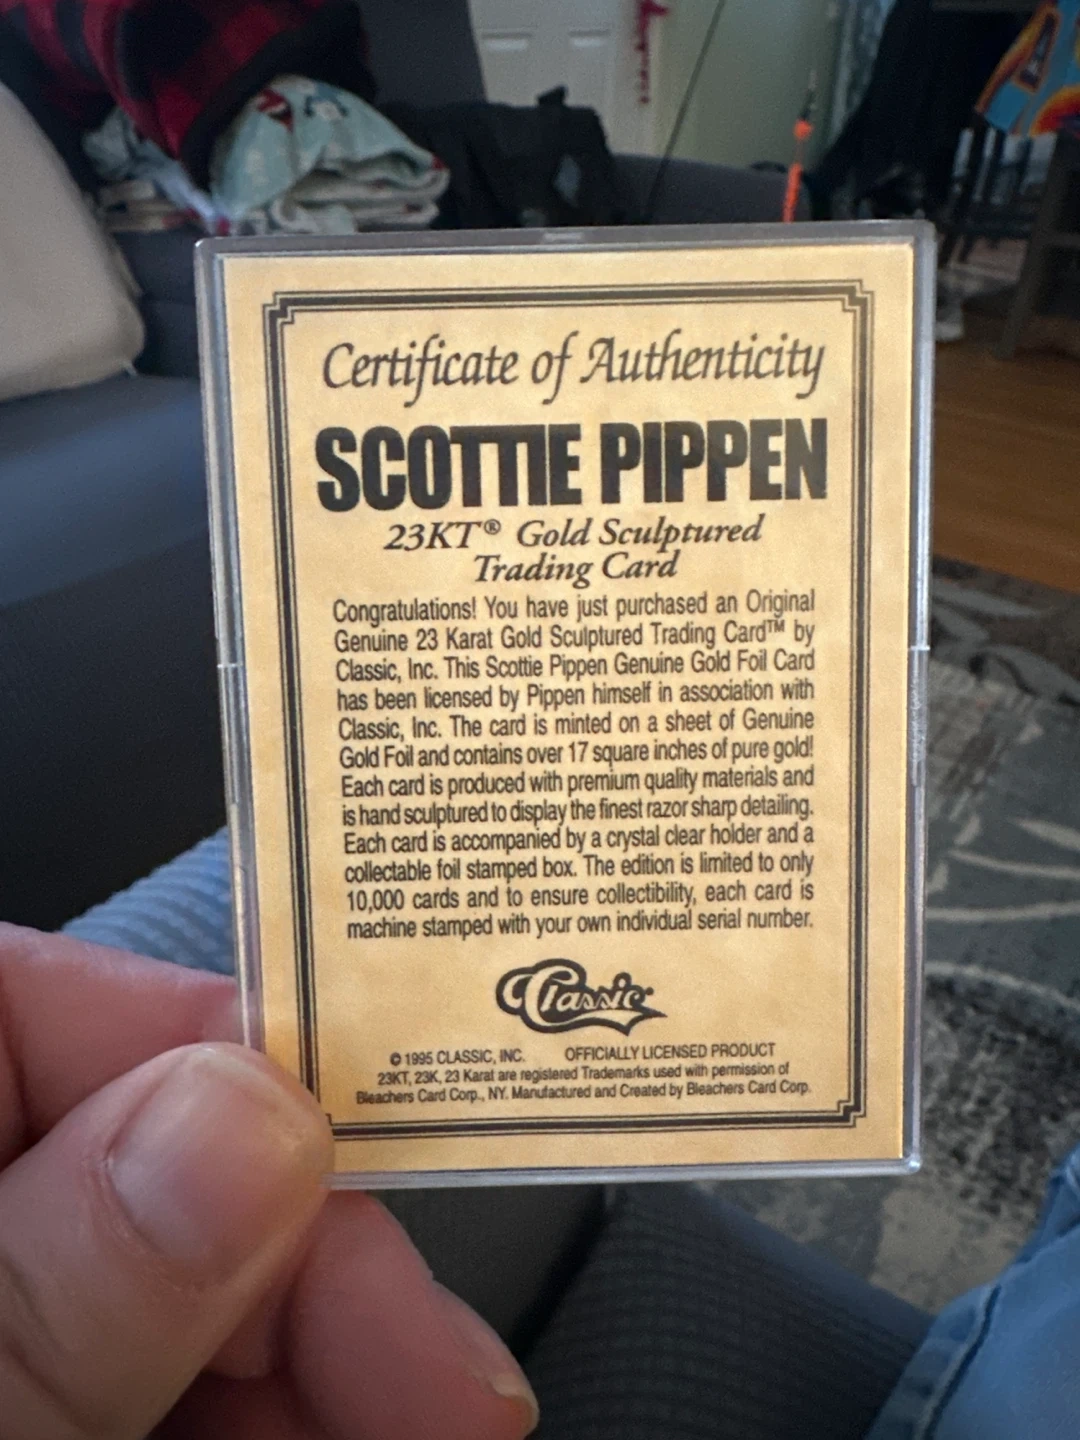 Certificate of Authenticity
SCOTTIE PIPPEN
23KT® Gold Sculptured
Trading Card
Congratulations! You have just purchased an Original
Genuine 23 Karat Gold Sculptured Trading Card™ by
Classic, Inc. This Scottie Pippen Genuine Gold Foil Card
has been licensed by Pippen himself in association with
Classic, Inc. The card is minted on a sheet of Genuine
Gold Foil and contains over 17 square inches of pure gold!
Each card is produced with premium quality materials and
is hand sculptured to display the finest razor sharp detailing.
Each card is accompanied by a crystal clear holder and a
collectable foil stamped box. The edition is limited to only
10,000 cards and to ensure collectibility, each card is
machine stamped with your own individual serial number.
Classic
© 1995 CLASSIC, INC. OFFICIALLY LICENSED PRODUCT
23KT, 23K, 23 Karat are registered Trademarks used with permission of
Bleachers Card Corp., NY. Manufactured and Created by Bleachers Card Corp.